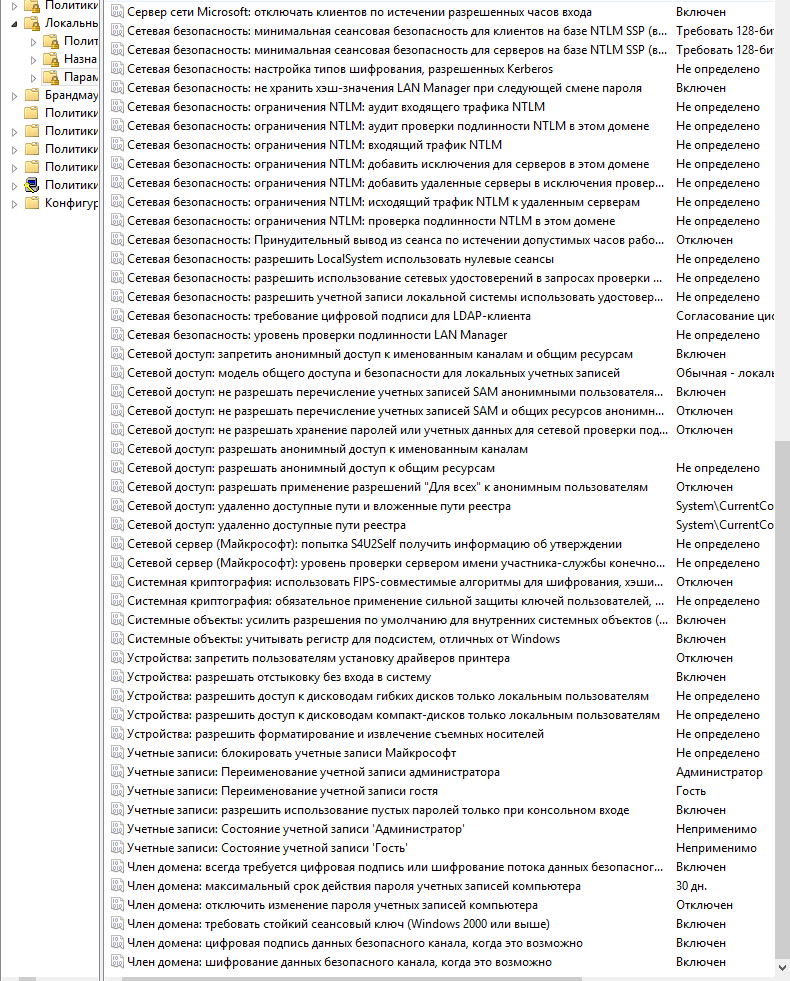 Политики
Локальны
Полит
Назна
Парам
Брандмау
Политики
Политики
Политики
Политики
Политики
Конфигур
Сервер сети Microsoft: отключать клиентов по истечении разрешенных часов входа Включен
Сетевая безопасность: минимальная сеансовая безопасность для клиентов на базе NTLM SSP (в... Требовать 128-бит
Сетевая безопасность: минимальная сеансовая безопасность для серверов на базе NTLM SSP (в... Требовать 128-бит
Сетевая безопасность: настройка типов шифрования, разрешенных Kerberos Не определено
Сетевая безопасность: не хранить хэш-значения LAN Manager при следующей смене пароля Включен
Сетевая безопасность: ограничения NTLM: аудит входящего трафика NTLM Не определено
Сетевая безопасность: ограничения NTLM: аудит проверки подлинности NTLM в этом домене Не определено
Сетевая безопасность: ограничения NTLM: входящий трафик NTLM Не определено
Сетевая безопасность: ограничения NTLM: добавить исключения для серверов в этом домене Не определено
Сетевая безопасность: ограничения NTLM: добавить удаленные серверы в исключения провер... Не определено
Сетевая безопасность: ограничения NTLM: исходящий трафик NTLM к удаленным серверам Не определено
Сетевая безопасность: ограничения NTLM: проверка подлинности NTLM в этом домене Не определено
Сетевая безопасность: Принудительный вывод из сеанса по истечении допустимых часов рабо... Отключен
Сетевая безопасность: разрешить LocalSystem использовать нулевые сеансы Не определено
Сетевая безопасность: разрешить использование сетевых удостоверений в запросах проверки ... Не определено
Сетевая безопасность: разрешить учетной записи локальной системы использовать удостовер... Не определено
Сетевая безопасность: требование цифровой подписи для LDAP-клиента Согласование циф
Сетевая безопасность: уровень проверки подлинности LAN Manager Не определено
Сетевой доступ: запретить анонимный доступ к именованным каналам и общим ресурсам Включен
Сетевой доступ: модель общего доступа и безопасности для локальных учетных записей Обычная - локаль
Сетевой доступ: не разрешать перечисление учетных записей SAM анонимными пользователя... Включен
Сетевой доступ: не разрешать перечисление учетных записей SAM и общих ресурсов анонимн... Отключен
Сетевой доступ: не разрешать хранение паролей или учетных данных для сетевой проверки под... Отключен
Сетевой доступ: разрешать анонимный доступ к именованным каналам
Сетевой доступ: разрешать анонимный доступ к общим ресурсам Не определено
Сетевой доступ: разрешать применение разрешений "Для всех" к анонимным пользователям Отключен
Сетевой доступ: удаленно доступные пути и вложенные пути реестра System\CurrentCo
Сетевой доступ: удаленно доступные пути реестра System\CurrentCo
Сетевой сервер (Майкрософт): попытка S4U2Self получить информацию об утверждении Не определено
Сетевой сервер (Майкрософт): уровень проверки сервером имени участника-службы конечно... Не определено
Системная криптография: использовать FIPS-совместимые алгоритмы для шифрования, хэши... Отключен
Системная криптография: обязательное применение сильной защиты ключей пользователей, ... Не определено
Системные объекты: усилить разрешения по умолчанию для внутренних системных объектов (... Включен
Системные объекты: учитывать регистр для подсистем, отличных от Windows Включен
Устройства: запретить пользователям установку драйверов принтера Отключен
Устройства: разрешать отстыковку без входа в систему Включен
Устройства: разрешить доступ к дисководам гибких дисков только локальным пользователям Не определено
Устройства: разрешить доступ к дисководам компакт-дисков только локальным пользователям Не определено
Устройства: разрешить форматирование и извлечение съемных носителей Не определено
Учетные записи: блокировать учетные записи Майкрософт Не определено
Учетные записи: Переименование учетной записи администратора Администратор
Учетные записи: Переименование учетной записи гостя Гость
Учетные записи: разрешить использование пустых паролей только при консольном входе Включен
Учетные записи: Состояние учетной записи 'Администратор' Неприменимо
Учетные записи: Состояние учетной записи 'Гость' Неприменимо
Член домена: всегда требуется цифровая подпись или шифрование потока данных безопасног... Включен
Член домена: максимальный срок действия пароля учетных записей компьютера 30 дн.
Член домена: отключить изменение пароля учетных записей компьютера Отключен
Член домена: требовать стойкий сеансовый ключ (Windows 2000 или выше) Включен
Член домена: цифровая подпись данных безопасного канала, когда это возможно Включен
Член домена: шифрование данных безопасного канала, когда это возможно Включен